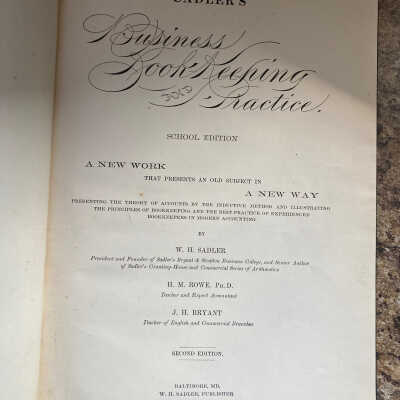 SADLER'S
Business
Book-Keeping
AND
Practice.
SCHOOL EDITION
A NEW WORK
THAT PRESENTS AN OLD SUBJECT IN
A NEW WAY
PRESENTING THE THEORY OF ACCOUNTS BY THE INDUCTIVE METHOD AND ILLUSTRATING
THE PRINCIPLES OF BOOKKEEPING AND THE BEST PRACTICE OF EXPERIENCED
BOOKKEEPERS IN MODERN ACCOUNTING
BY
W. H. SADLER
President and Founder of Sadler's Bryant & Stratton Business College, and Senior Author
of Sadler's Counting-House and Commercial Series of Arithmetics
H. M. ROWE, PH.D.
Teacher and Expert Accountant
J. H. BRYANT
Teacher of English and Commercial Branches
SECOND EDITION.
BALTIMORE, MD.
W. H. SADLER, PUBLISHER